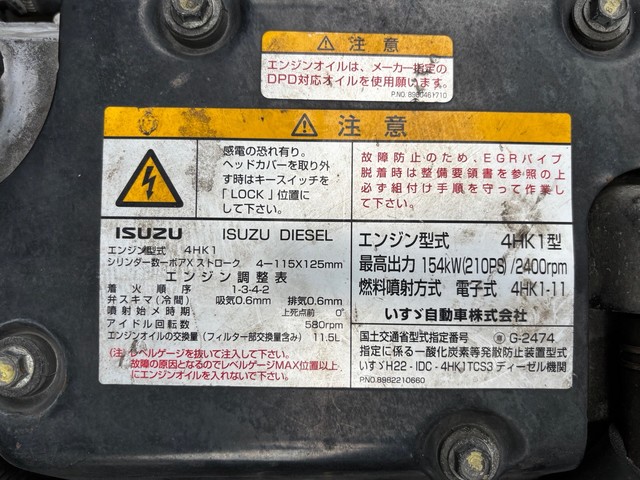 注意
エンジンオイルは、メーカー指定の
DPD対応オイルを使用願います。
P.NO. 8980461710
注意
感電の恐れ有り。
ヘッドカバーを取り外
す時はキースイッチを
「LOCK」位置に
して下さい。
故障防止のため、EGRパイプ
脱着時は整備要領書を参照の上
必ず組付け手順を守って作業し
て下さい。
ISUZU ISUZU DIESEL
エンジン型式 4HK1
シリンダー数ーボアX ストローク 4ー115X125mm
エンジン調整表
着火順序 1-3-4-2
弁スキマ(冷間) 吸気0.6mm 排気0.6mm
噴射始メ時期 上死点前 0°
アイドル回転数 580rpm
エンジンオイルの交換量(フィルター部交換量含み) 11.5L
(注)レベルゲージを抜いて注入して下さい。
故障の原因となるのでレベルゲージMAX位置以上
にエンジンオイルを入れないで下さい。
エンジン型式 4HK1型
最高出力 154kW(210PS)/2400rpm
燃料噴射方式 電子式 4HK1-11
いすゞ自動車株式会社
国土交通省型式指定番号 G-2474
指定に係る一酸化炭素等発散防止装置型式
いすゞH22-IDC-4HK1TCS3 ディーゼル機関
P.NO.8982210660